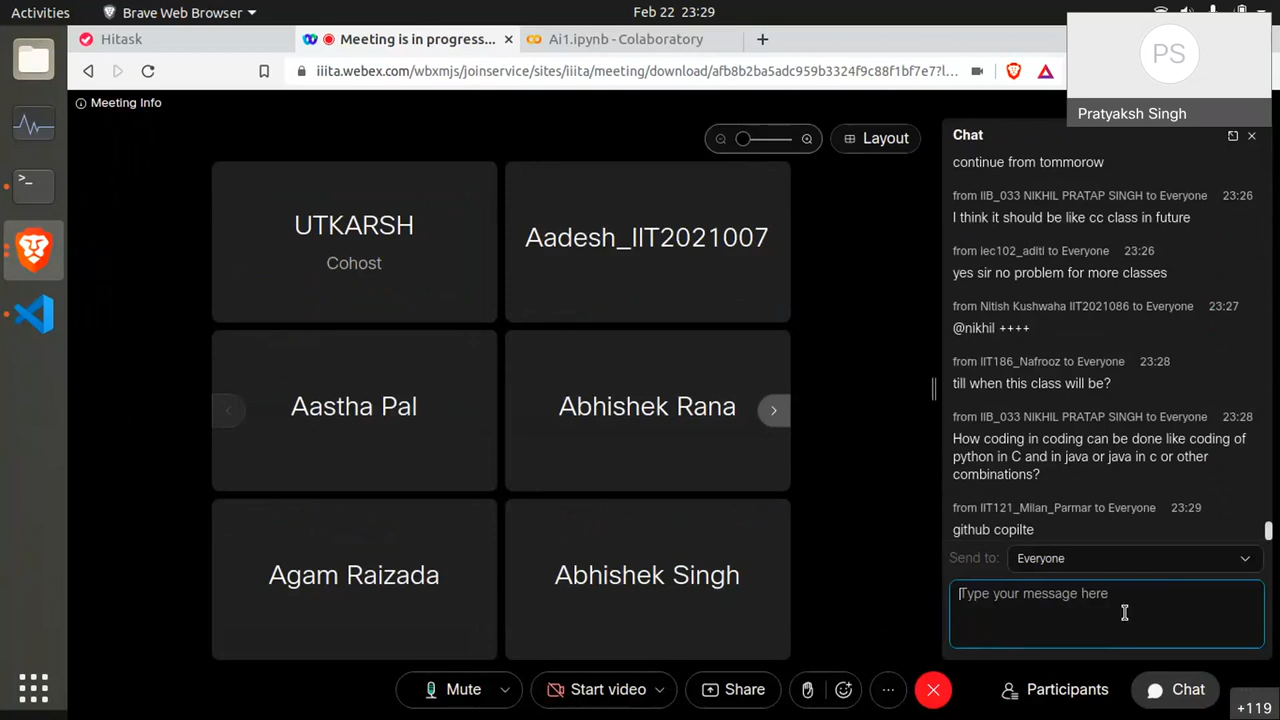 Activities
Brave Web Browser
Feb 22 23:29
PS
Pratyaksh Singh
Hitask
Meeting is in progress...
Ai1.ipynb - Colaboratory
iiita.webex.com/wbxmjs/joinservice/sites/iiita/meeting/download/afb8b2ba5adc959b3324f9c88f1bf7e7?l...
Meeting Info
Layout
UTKARSH
Cohost
Aadesh_IIT2021007
Aastha Pal
Abhishek Rana
Agam Raizada
Abhishek Singh
Chat
continue from tommorow
from IIB_033 NIKHIL PRATAP SINGH to Everyone 23:26
I think it should be like cc class in future
from iec102_aditi to Everyone 23:26
yes sir no problem for more classes
from Nitish Kushwaha IIT2021086 to Everyone 23:27
@nikhil ++++
from IIT186_Nafrooz to Everyone 23:28
till when this class will be?
from IIB_033 NIKHIL PRATAP SINGH to Everyone 23:28
How coding in coding can be done like coding of
python in C and in java or java in c or other
combinations?
from IIT121_Milan_Parmar to Everyone 23:29
github copilte
Send to: Everyone
Type your message here
Mute
Start video
Share
Participants
Chat
+119